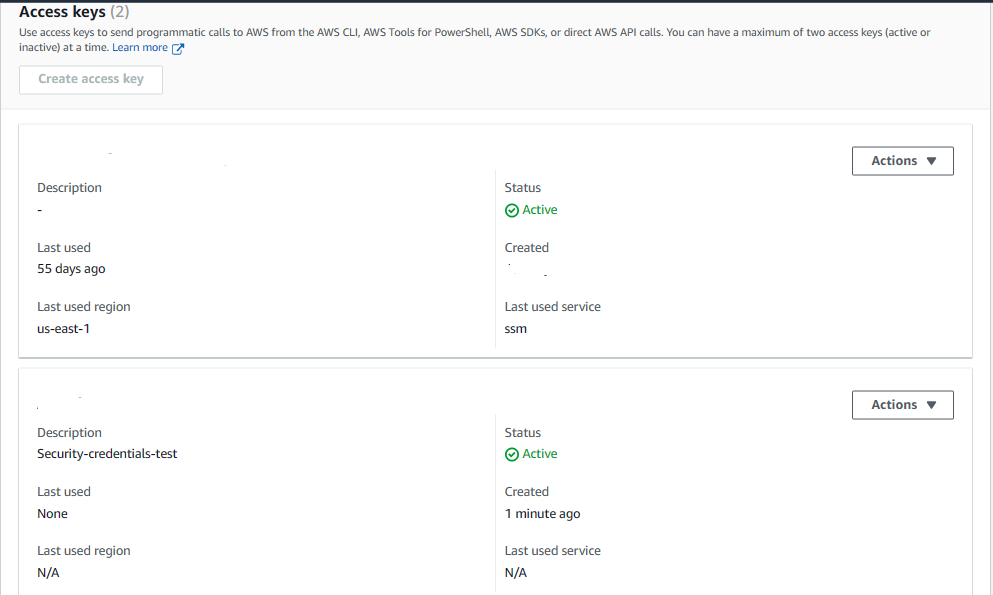 Access keys (2)
Use access keys to send programmatic calls to AWS from the AWS CLI, AWS Tools for PowerShell, AWS SDKs, or direct AWS API calls. You can have a maximum of two access keys (active or
inactive) at a time. Learn more
Create access key
Actions
Description
Status
-
Active
Last used
Created
55 days ago
Last used region
Last used service
us-east-1
ssm
Actions
Description
Status
Security-credentials-test
Active
Last used
Created
None
1 minute ago
Last used region
Last used service
N/A
N/A